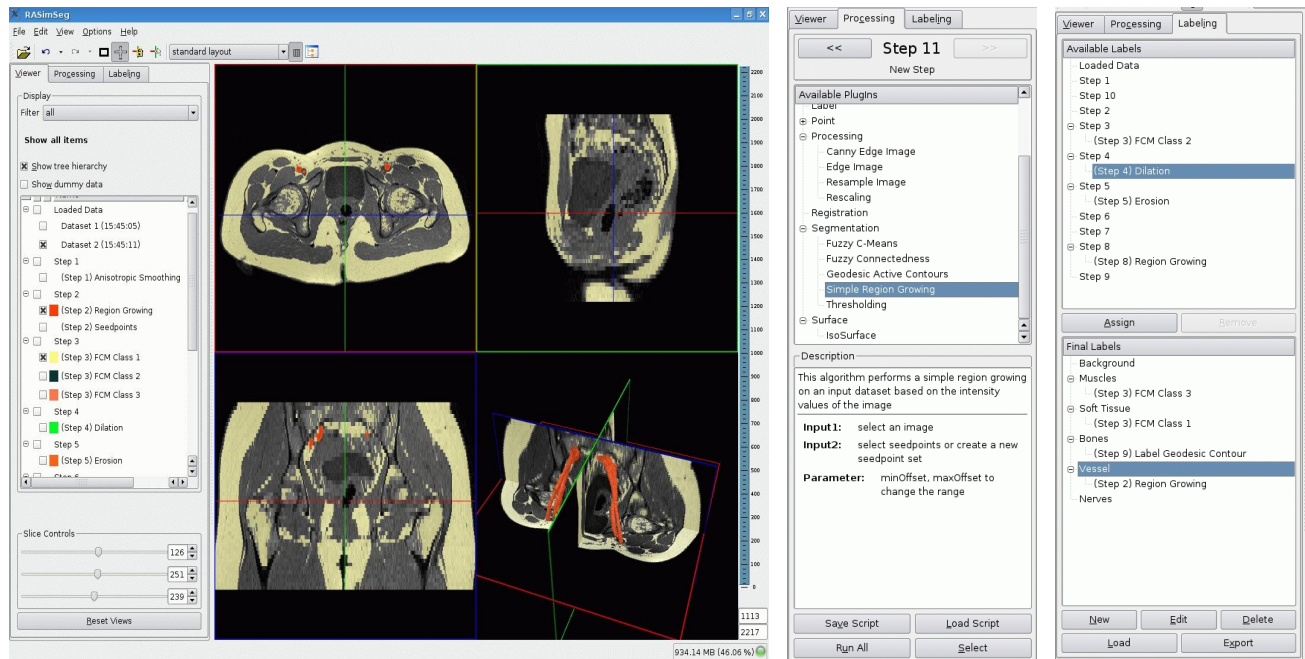 RASimSeg
File Edit View Options Help
standard layout
Viewer Processing Labeling
Display
Filter all
Show all items
Show tree hierarchy
Show dummy data
Loaded Data
Dataset 1 (15:45:05)
Dataset 2 (15:45:11)
Step 1
(Step 1) Anisotropic Smoothing
Step 2
(Step 2) Region Growing
(Step 2) Seedpoints
Step 3
(Step 3) FCM Class 1
(Step 3) FCM Class 2
(Step 3) FCM Class 3
Step 4
(Step 4) Dilation
Step 5
(Step 5) Erosion
Slice Controls
126
251
239
Reset Views
2200
2100
2000
1900
1800
1700
1600
1500
1400
1300
1200
1100
1000
900
800
700
600
500
400
300
200
100
0
1113
2217
934.14 MB (46.06 %)
Viewer Processing Labeling
<< Step 11 >>
New Step
Available PlugIns
Label
Point
Processing
Canny Edge Image
Edge Image
Resample Image
Rescaling
Registration
Segmentation
Fuzzy C-Means
Fuzzy Connectedness
Geodesic Active Contours
Simple Region Growing
Thresholding
Surface
IsoSurface
Description
This algorithm performs a simple region growing
on an input dataset based on the intensity
values of the image
Input1: select an image
Input2: select seedpoints or create a new
seedpoint set
Parameter: minOffset, maxOffset to
change the range
Save Script Load Script
Run All Select
Viewer Processing Labeling
Available Labels
Loaded Data
Step 1
Step 10
Step 2
Step 3
(Step 3) FCM Class 2
Step 4
(Step 4) Dilation
Step 5
(Step 5) Erosion
Step 6
Step 7
Step 8
(Step 8) Region Growing
Step 9
Assign Remove
Final Labels
Background
Muscles
(Step 3) FCM Class 3
Soft Tissue
(Step 3) FCM Class 1
Bones
(Step 9) Label Geodesic Contour
Vessel
(Step 2) Region Growing
Nerves
New Edit Delete
Load Export